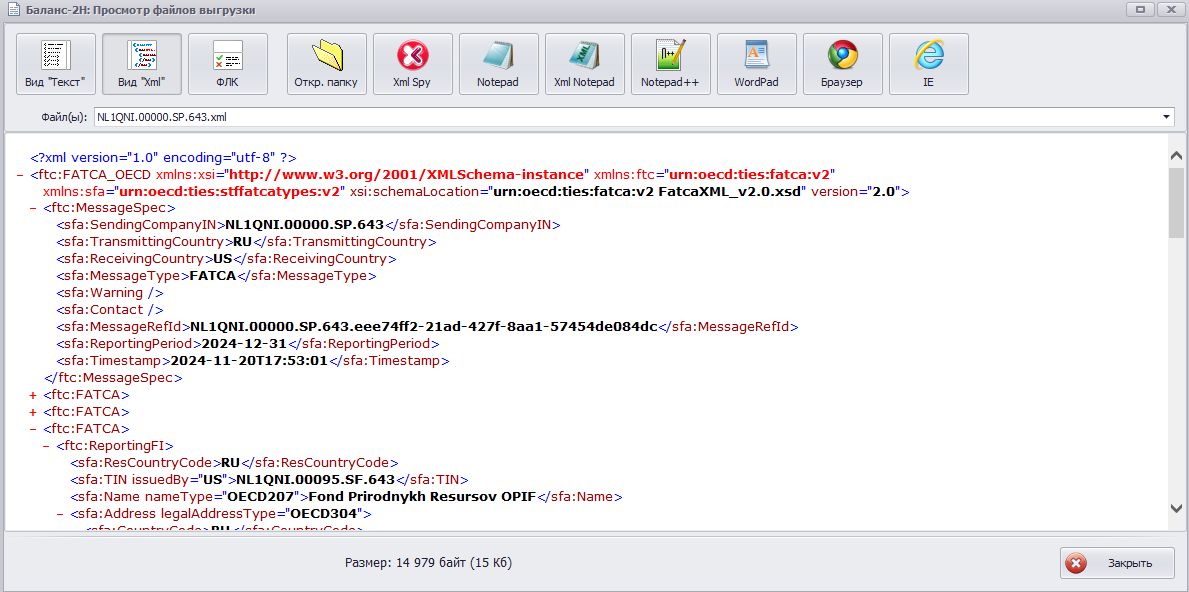 Баланс-2Н: Просмотр файлов выгрузки
Вид "Текст"
Вид "Xml"
ФЛК
Откр. папку
Xml Spy
Notepad
Xml Notepad
Notepad++
WordPad
Браузер
IE
Файл(ы): NL1QNI.00000.SP.643.xml
<?xml version="1.0" encoding="utf-8" ?>
- <ftc:FATCA_OECD xmlns:xsi="http://www.w3.org/2001/XMLSchema-instance" xmlns:ftc="urn:oecd:ties:fatca:v2"
xmlns:sfa="urn:oecd:ties:stffatcatypes:v2" xsi:schemaLocation="urn:oecd:ties:fatca:v2 FatcaXML_v2.0.xsd" version="2.0">
- <ftc:MessageSpec>
<sfa:SendingCompanyIN>NL1QNI.00000.SP.643</sfa:SendingCompanyIN>
<sfa:TransmittingCountry>RU</sfa:TransmittingCountry>
<sfa:ReceivingCountry>US</sfa:ReceivingCountry>
<sfa:MessageType>FATCA</sfa:MessageType>
<sfa:Warning />
<sfa:Contact />
<sfa:MessageRefId>NL1QNI.00000.SP.643.eee74ff2-21ad-427f-8aa1-57454de084dc</sfa:MessageRefId>
<sfa:ReportingPeriod>2024-12-31</sfa:ReportingPeriod>
<sfa:Timestamp>2024-11-20T17:53:01</sfa:Timestamp>
</ftc:MessageSpec>
+ <ftc:FATCA>
+ <ftc:FATCA>
- <ftc:FATCA>
- <ftc:ReportingFI>
<sfa:ResCountryCode>RU</sfa:ResCountryCode>
<sfa:TIN issuedBy="US">NL1QNI.00095.SF.643</sfa:TIN>
<sfa:Name nameType="OECD207">Fond Prirodnykh Resursov OPIF</sfa:Name>
- <sfa:Address legalAddressType="OECD304">
<sfa:CountryCode>RU</sfa:CountryCode>
Размер: 14 979 байт (15 Кб)
Закрыть